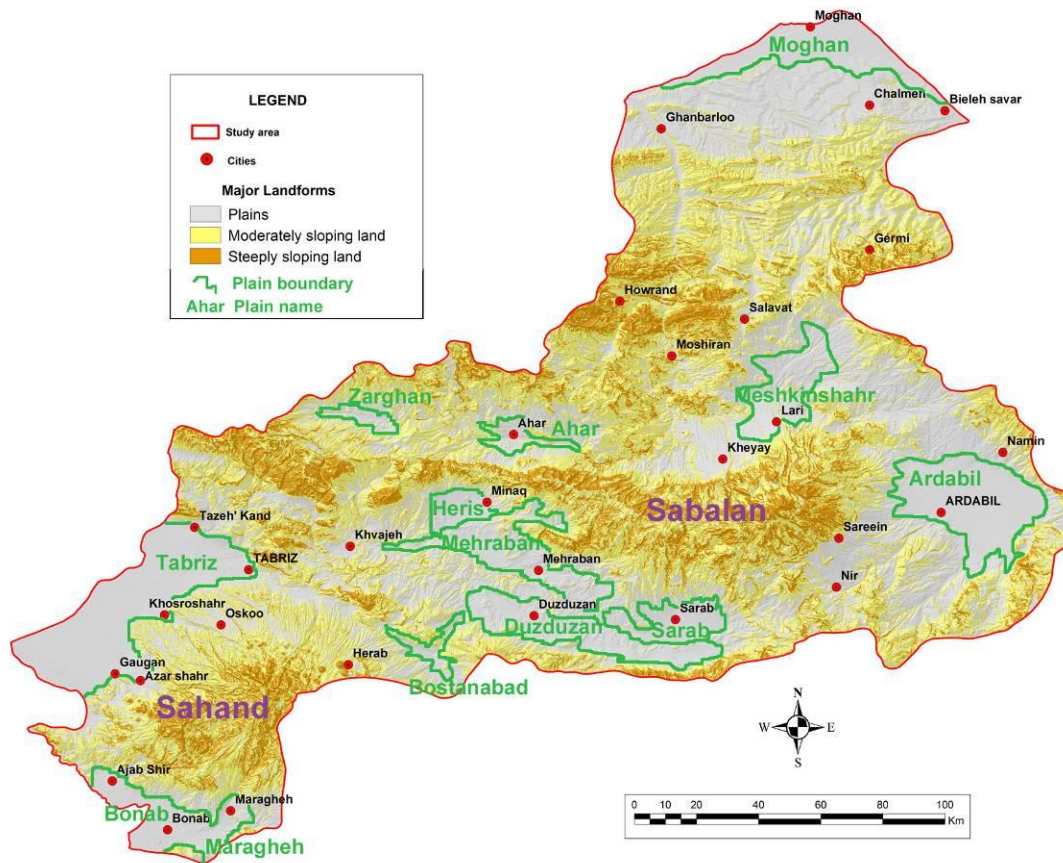 Moghan
Moghan
Chalmeh
Bieleh savar
Ghanbarloo
LEGEND
Study area
Cities
Major Landforms
Plains
Moderately sloping land
Steeply sloping land
Plain boundary
Ahar Plain name
Germi
Howrand
Salavat
Moshiran
Zarghan
Meshkinshahr
Lari
Ahar
Ahar
Kheyay
Namin
Ardabil
ARDABIL
Minaq
Heris
Sabalan
Tazeh' Kand
Sareein
Khvajeh
Mehraban
Tabriz
TABRIZ
Mehraban
Nir
Khosroshahr
Oskoo
Duzduzan
Duzduzan
Sarab
Sarab
Herab
Gaugan
Azar shahr
Bostanabad
Sahand
N
W E
S
Ajab Shir
Maragheh
Bonab
Bonab
Maragheh
0 10 20 40 60 80 100
Km